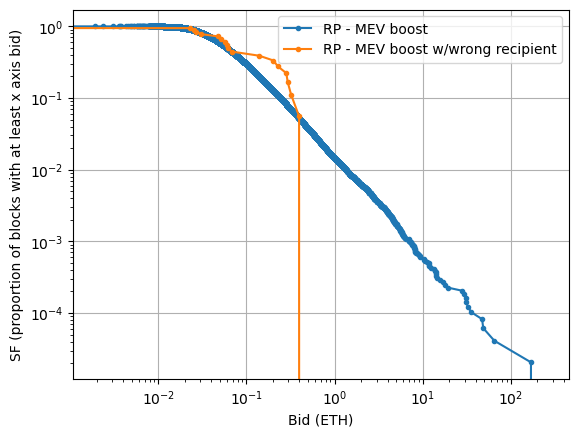 RP - MEV boost
RP - MEV boost w/wrong recipient
SF (proportion of blocks with at least x axis bid)
10⁰
10⁻¹
10⁻²
10⁻³
10⁻⁴
10⁻² 10⁻¹ 10⁰ 10¹ 10²
Bid (ETH)